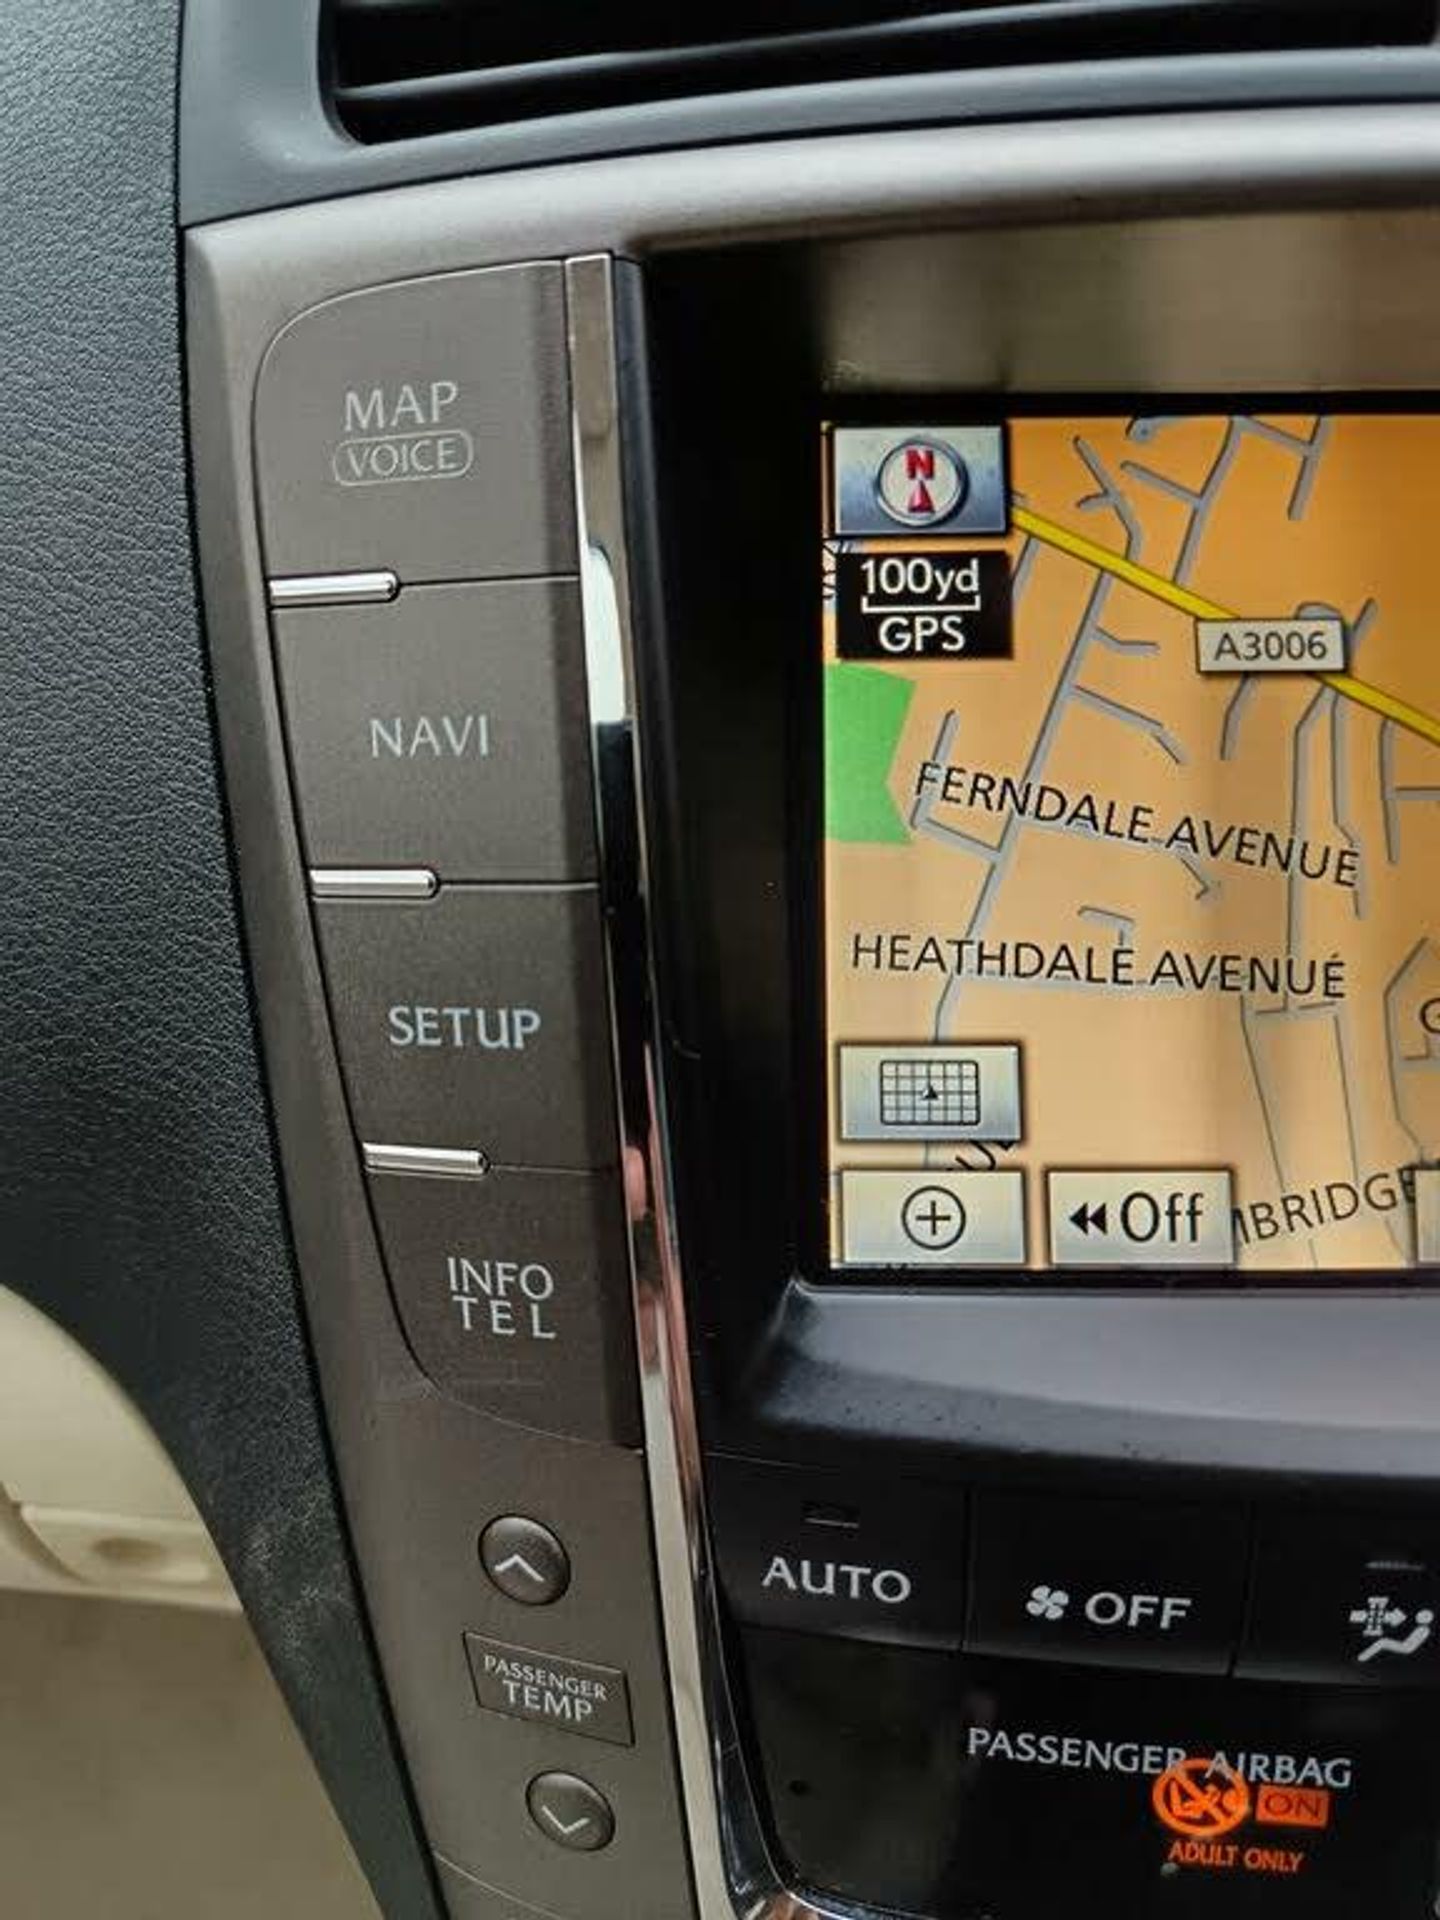 MAP
VOICE
NAVI
SETUP
INFO
TEL
PASSENGER
TEMP
N
100yd
GPS
A3006
FERNDALE AVENUE
HEATHDALE AVENUE
Off
AUTO
OFF
PASSENGER AIRBAG
ON
ADULT ONLY